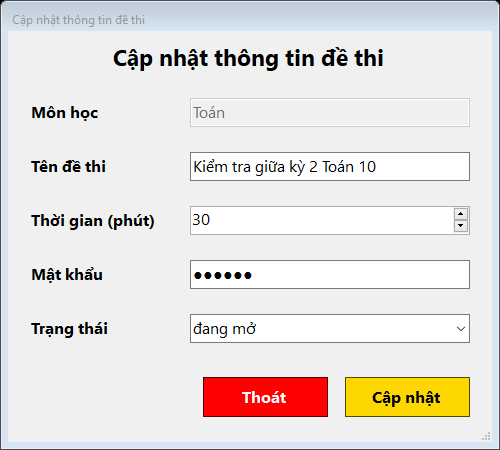 Cập nhật thông tin đề thi
Cập nhật thông tin đề thi
Môn học Toán
Tên đề thi Kiểm tra giữa kỳ 2 Toán 10
Thời gian (phút) 30
Mật khẩu ●●●●●●
Trạng thái đang mở
Thoát Cập nhật